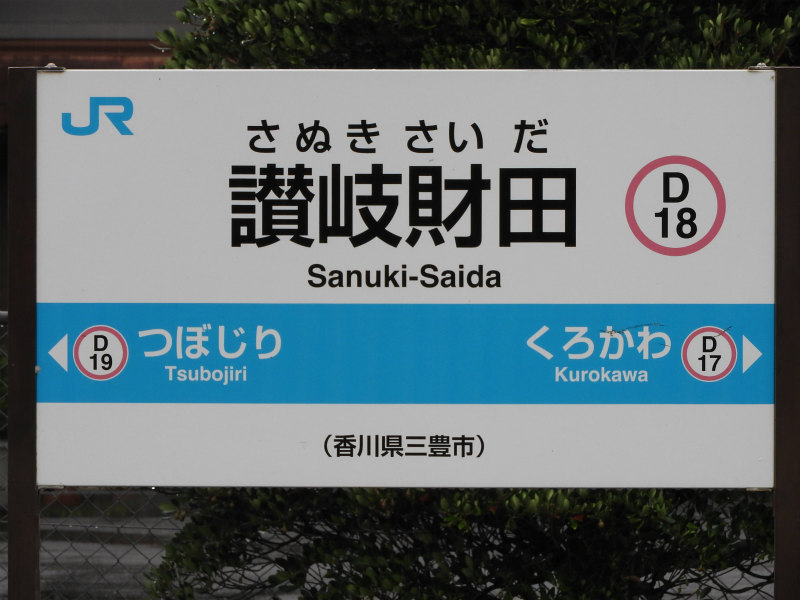 JR
さぬき さいだ
讃岐財田
D
18
Sanuki-Saida
D
19
つぼじり
Tsubojiri
くろかわ
Kurokawa
D
17
（香川県三豊市）